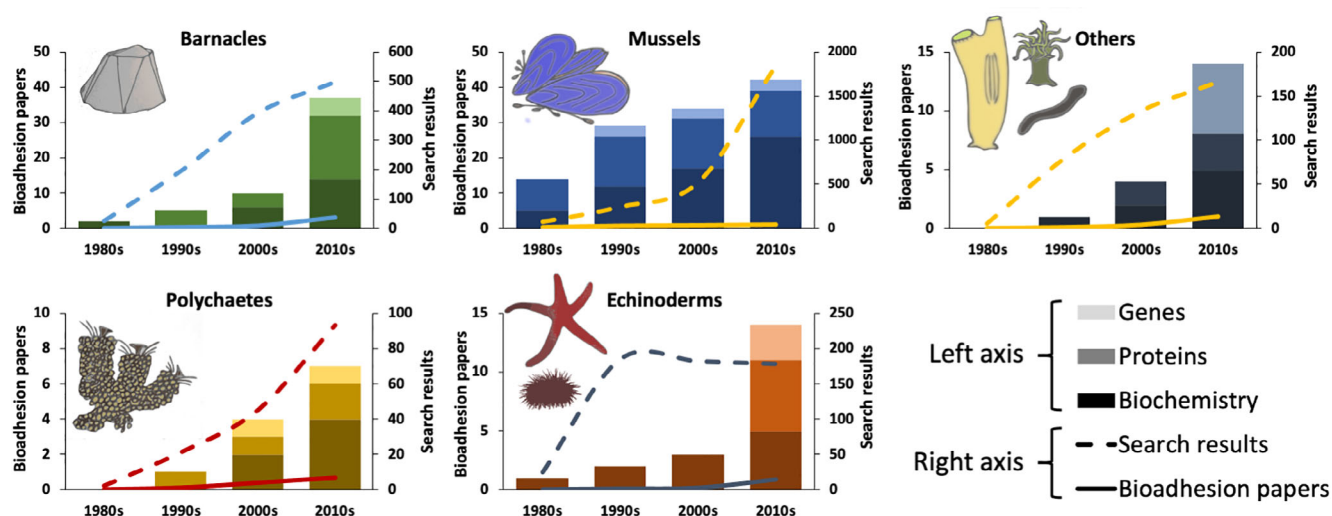 Barnacles
Bioadhesion papers
50
40
30
20
10
0
600
500
400
300
200
100
0
Search results
1980s 1990s 2000s 2010s
Mussels
Bioadhesion papers
50
40
30
20
10
0
2000
1500
1000
500
0
Search results
1980s 1990s 2000s 2010s
Others
Bioadhesion papers
15
10
5
0
200
150
100
50
0
Search results
1980s 1990s 2000s 2010s
Polychaetes
Bioadhesion papers
10
8
6
4
2
0
100
80
60
40
20
0
Search results
1980s 1990s 2000s 2010s
Echinoderms
Bioadhesion papers
15
10
5
0
250
200
150
100
50
0
Search results
1980s 1990s 2000s 2010s
Left axis
Genes
Proteins
Biochemistry
Right axis
Search results
Bioadhesion papers